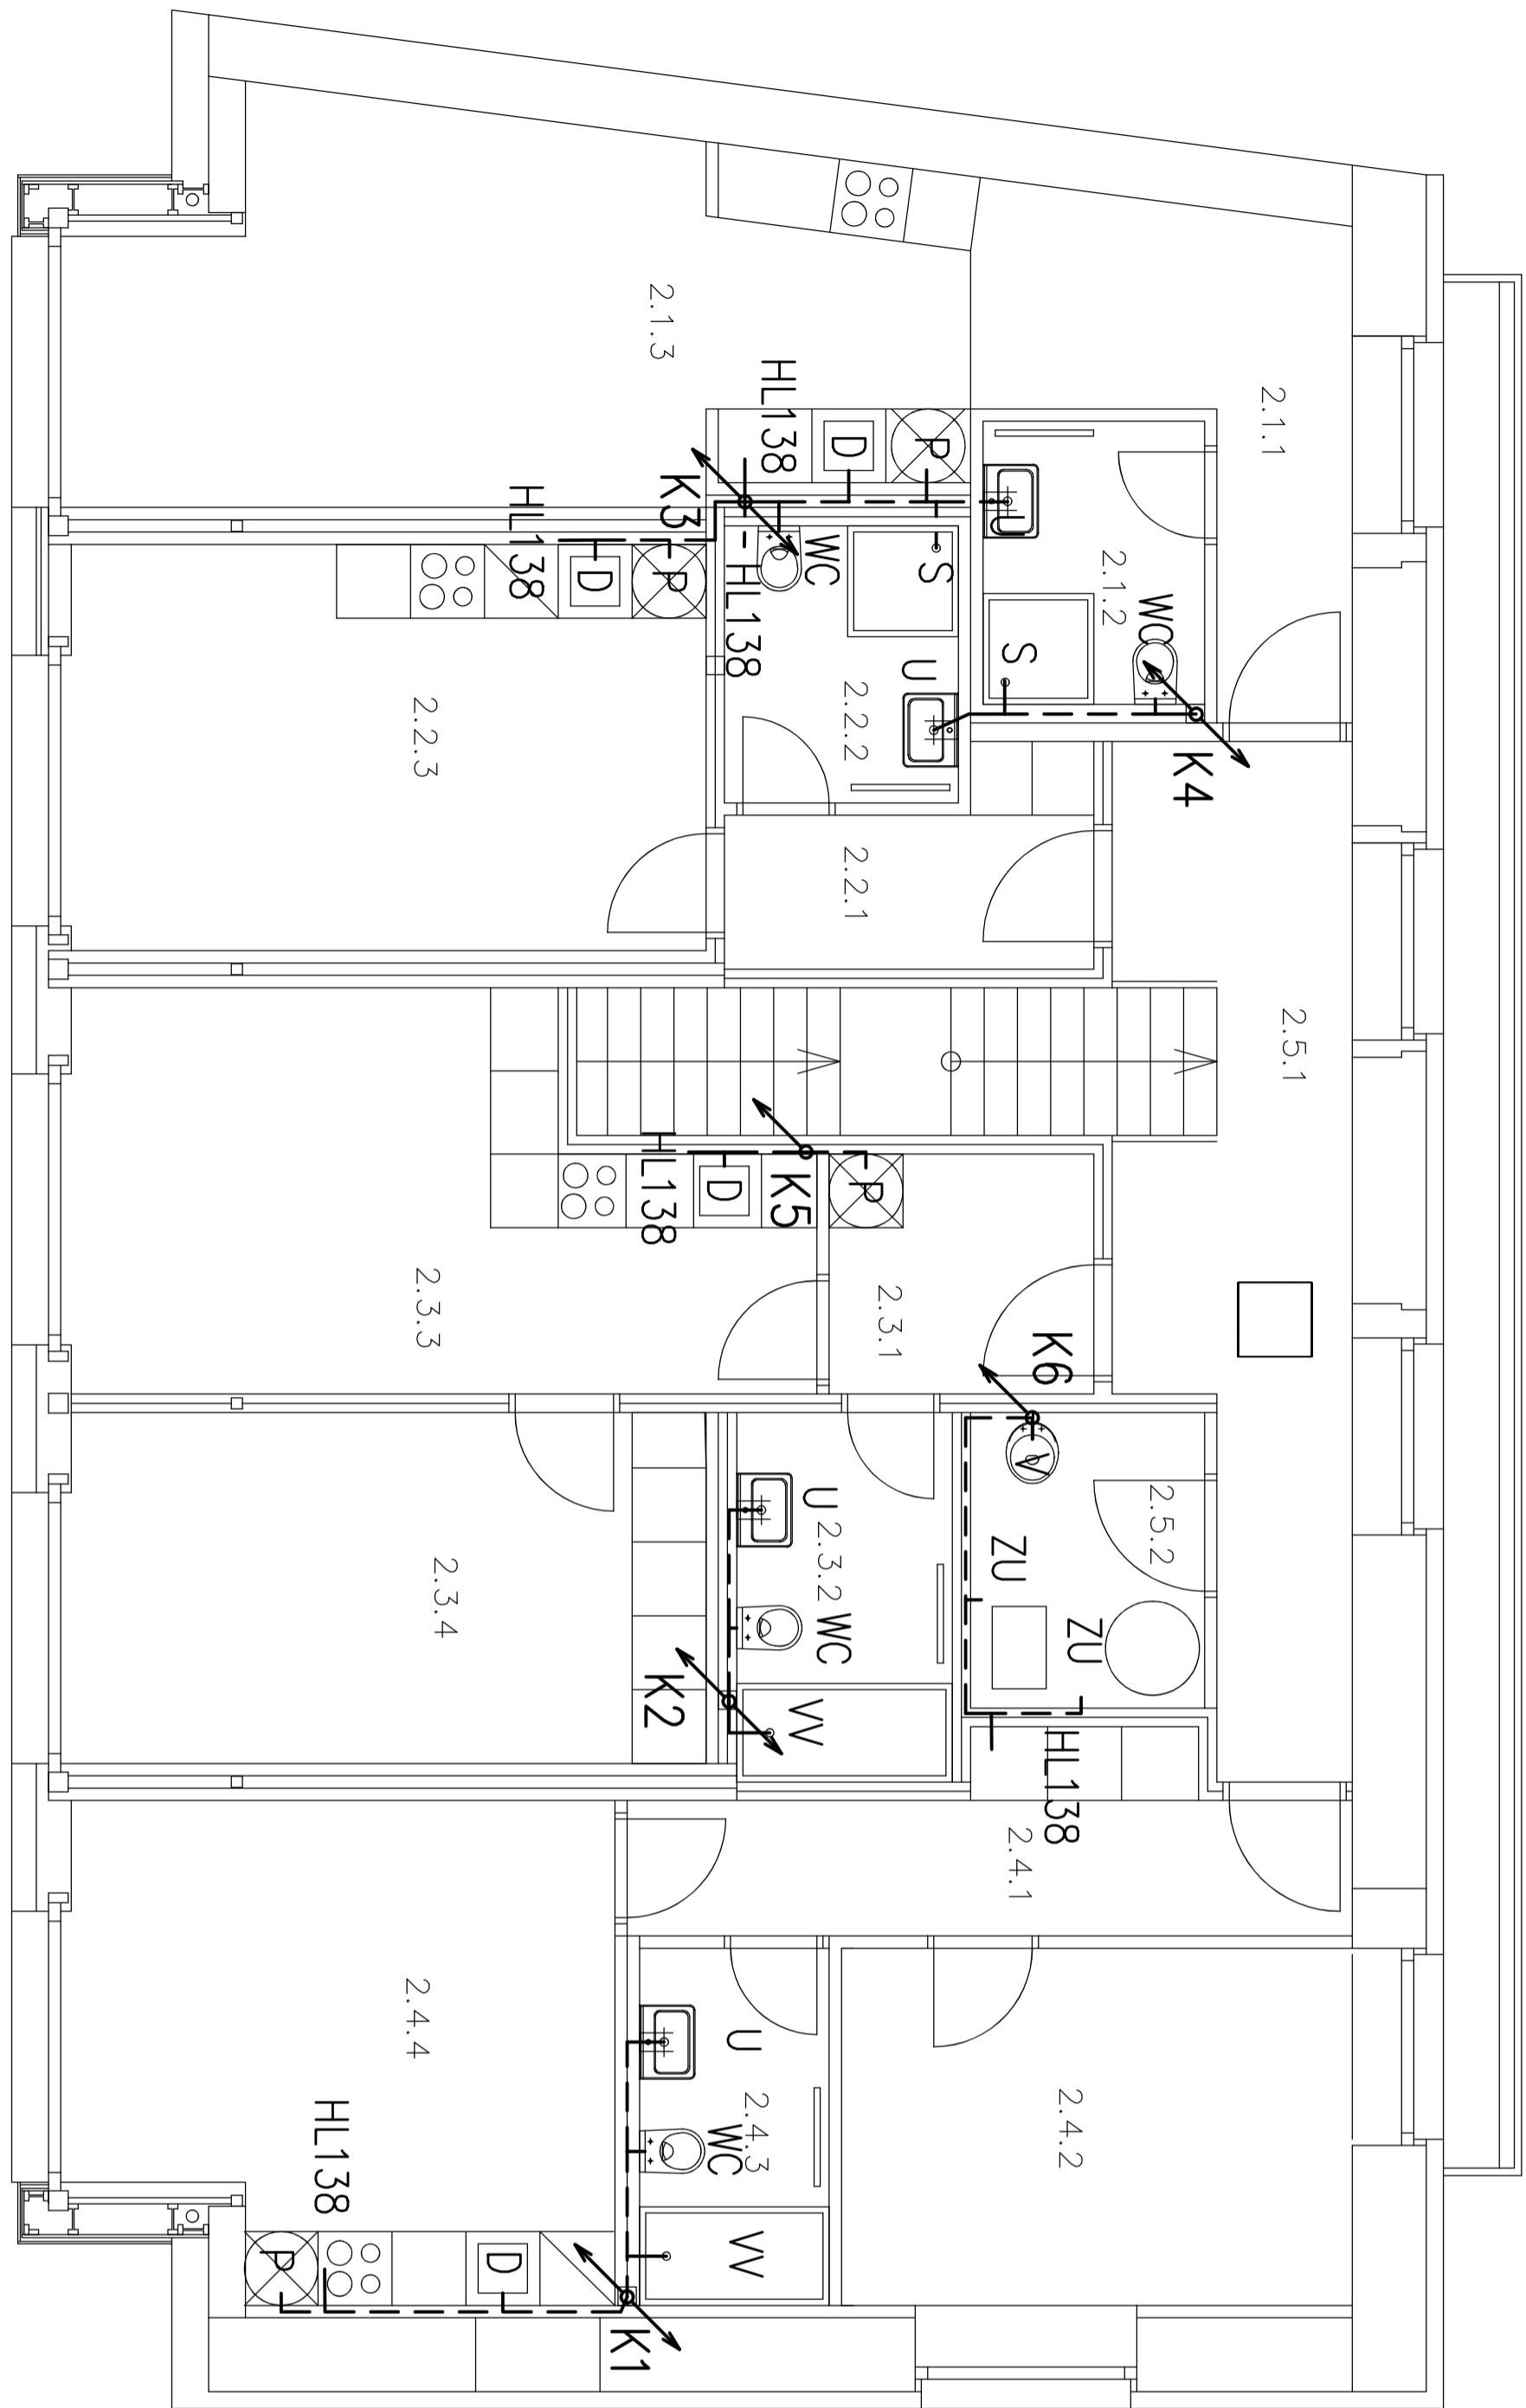 2.1.1
2.1.3
HL138
D
P
U
K3
HL138
WC
S
2.1.2
WC
S
HL138
D
P
U
2.2.2
2.2.3
K4
2.2.1
2.5.1
HL138
D
K5
P
2.3.3
2.3.1
K6
V
2.5.2
U
2.3.2
ZU
ZU
WC
2.3.4
K2
VV
HL138
2.4.1
2.4.4
U
2.4.3
WC
2.4.2
HL138
VV
P
D
K1